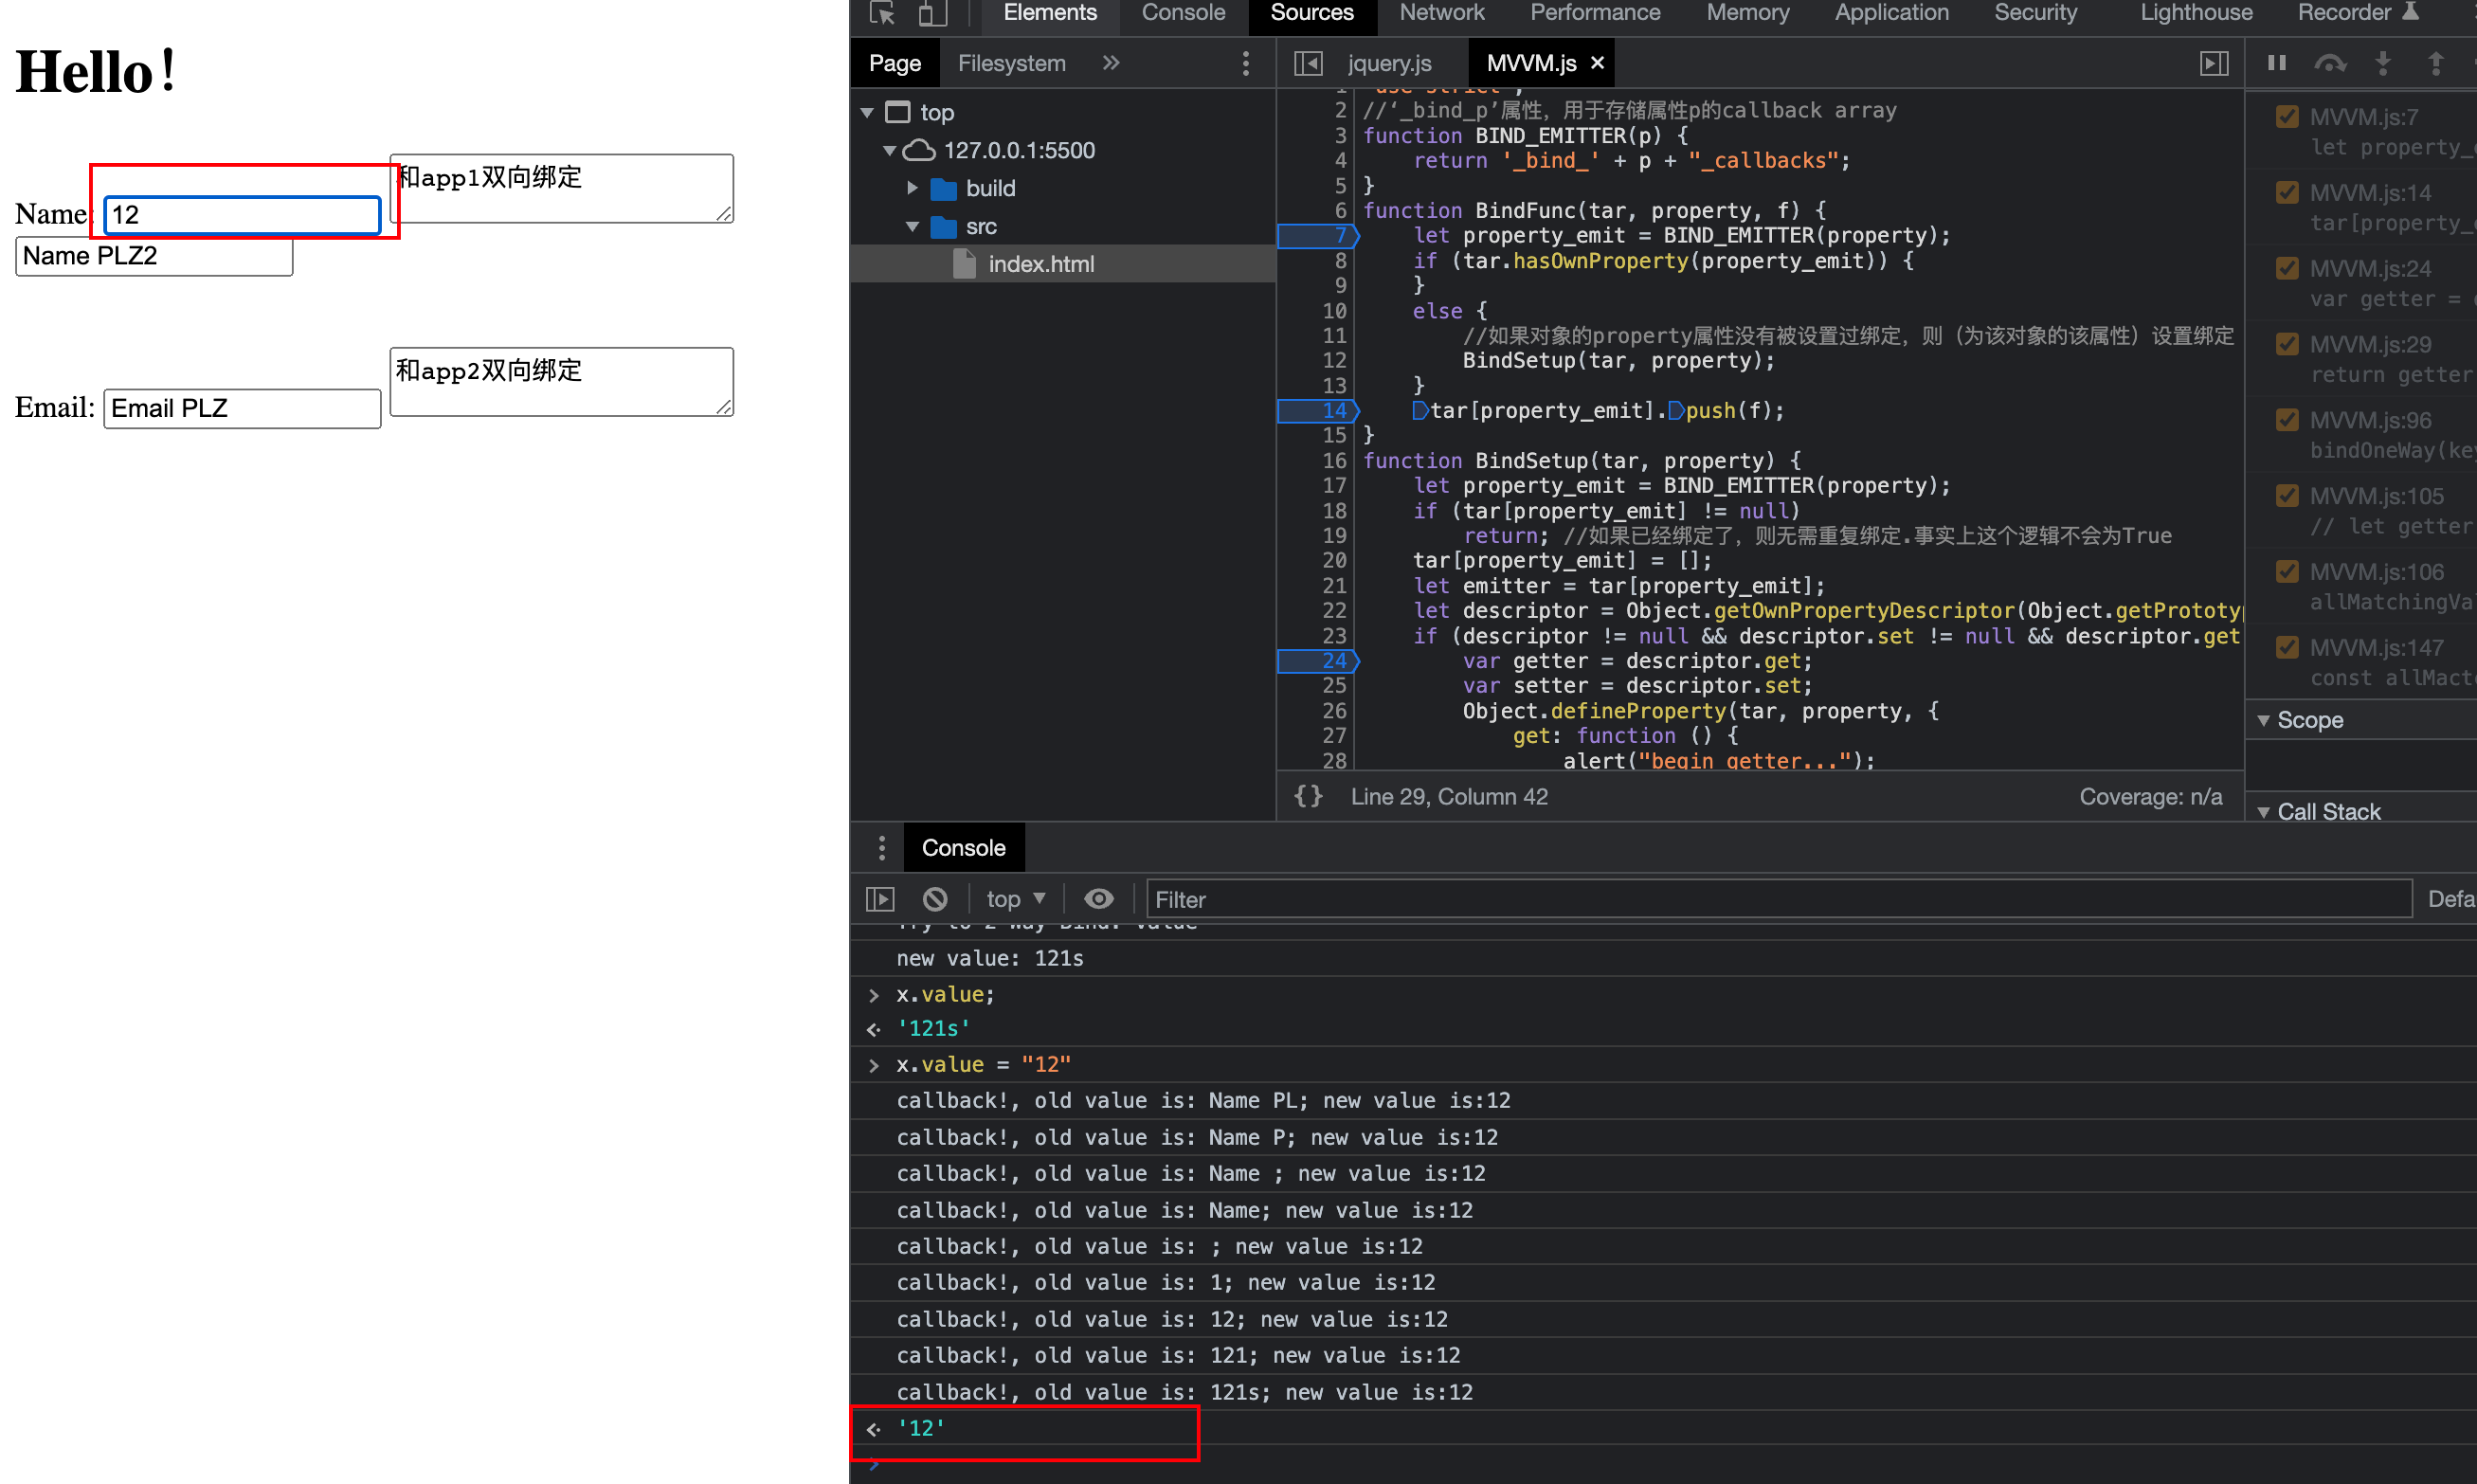 Hello!
Name: 12
和app1双向绑定
Name PLZ2
Email: Email PLZ
和app2双向绑定
Elements Console Sources Network Performance Memory Application Security Lighthouse Recorder
Page Filesystem
jquery.js MVVM.js
top
127.0.0.1:5500
build
src
index.html
1 'use strict';
2 //‘_bind_p’属性，用于存储属性p的callback array
3 function BIND_EMITTER(p) {
4 return '_bind_' + p + "_callbacks";
5 }
6 function BindFunc(tar, property, f) {
7 let property_emit = BIND_EMITTER(property);
8 if (tar.hasOwnProperty(property_emit)) {
9 }
10 else {
11 //如果对象的property属性没有被设置过绑定，则（为该对象的该属性）设置绑定
12 BindSetup(tar, property);
13 }
14 tar[property_emit].push(f);
15 }
16 function BindSetup(tar, property) {
17 let property_emit = BIND_EMITTER(property);
18 if (tar[property_emit] != null)
19 return; //如果已经绑定了，则无需重复绑定.事实上这个逻辑不会为True
20 tar[property_emit] = [];
21 let emitter = tar[property_emit];
22 let descriptor = Object.getOwnPropertyDescriptor(Object.getPrototyp
23 if (descriptor != null && descriptor.set != null && descriptor.get
24 var getter = descriptor.get;
25 var setter = descriptor.set;
26 Object.defineProperty(tar, property, {
27 get: function () {
28 alert("begin getter...");
{} Line 29, Column 42
Coverage: n/a
MVVM.js:7
let property_
MVVM.js:14
tar[property_
MVVM.js:24
var getter =
MVVM.js:29
return getter
MVVM.js:96
bindOneWay(key
MVVM.js:105
// let getter
MVVM.js:106
allMatchingVal
MVVM.js:147
const allMact
Scope
Call Stack
Console
top
Filter
Defa
Try to 2 way bind: value
new value: 121s
x.value;
'121s'
x.value = "12"
callback!, old value is: Name PL; new value is:12
callback!, old value is: Name P; new value is:12
callback!, old value is: Name ; new value is:12
callback!, old value is: Name; new value is:12
callback!, old value is: ; new value is:12
callback!, old value is: 1; new value is:12
callback!, old value is: 12; new value is:12
callback!, old value is: 121; new value is:12
callback!, old value is: 121s; new value is:12
'12'